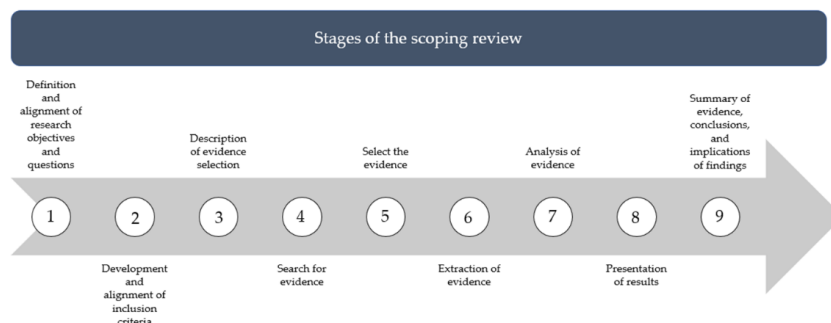 Stages of the scoping review
Definition
and
alignment of
research
objectives
and
questions
1
2
Development
and
alignment of
inclusion
criteria
Description
of evidence
selection
3
4
Search for
evidence
Select the
evidence
5
6
Extraction of
evidence
Analysis of
evidence
7
8
Presentation
of results
Summary of
evidence,
conclusions,
and
implications
of findings
9